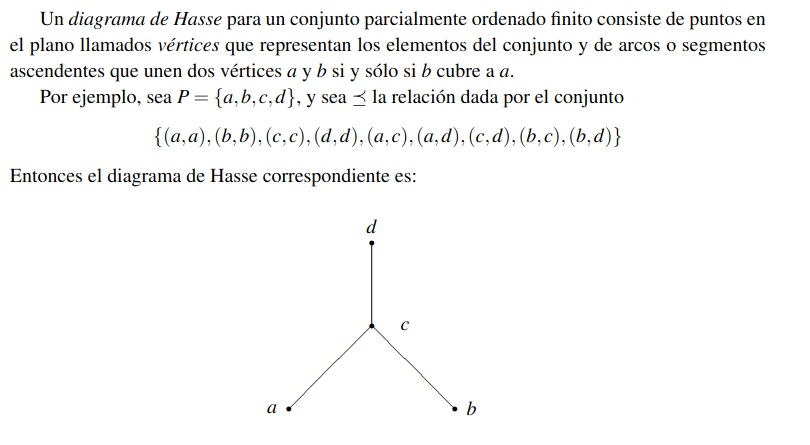 Un diagrama de Hasse para un conjunto parcialmente ordenado finito consiste de puntos en
el plano llamados vértices que representan los elementos del conjunto y de arcos o segmentos
ascendentes que unen dos vértices a y b si y sólo si b cubre a a.
Por ejemplo, sea P = {a,b,c,d}, y sea ⪯ la relación dada por el conjunto
{(a,a),(b,b),(c,c),(d,d),(a,c),(a,d),(c,d),(b,c),(b,d)}
Entonces el diagrama de Hasse correspondiente es:
d
c
a
b